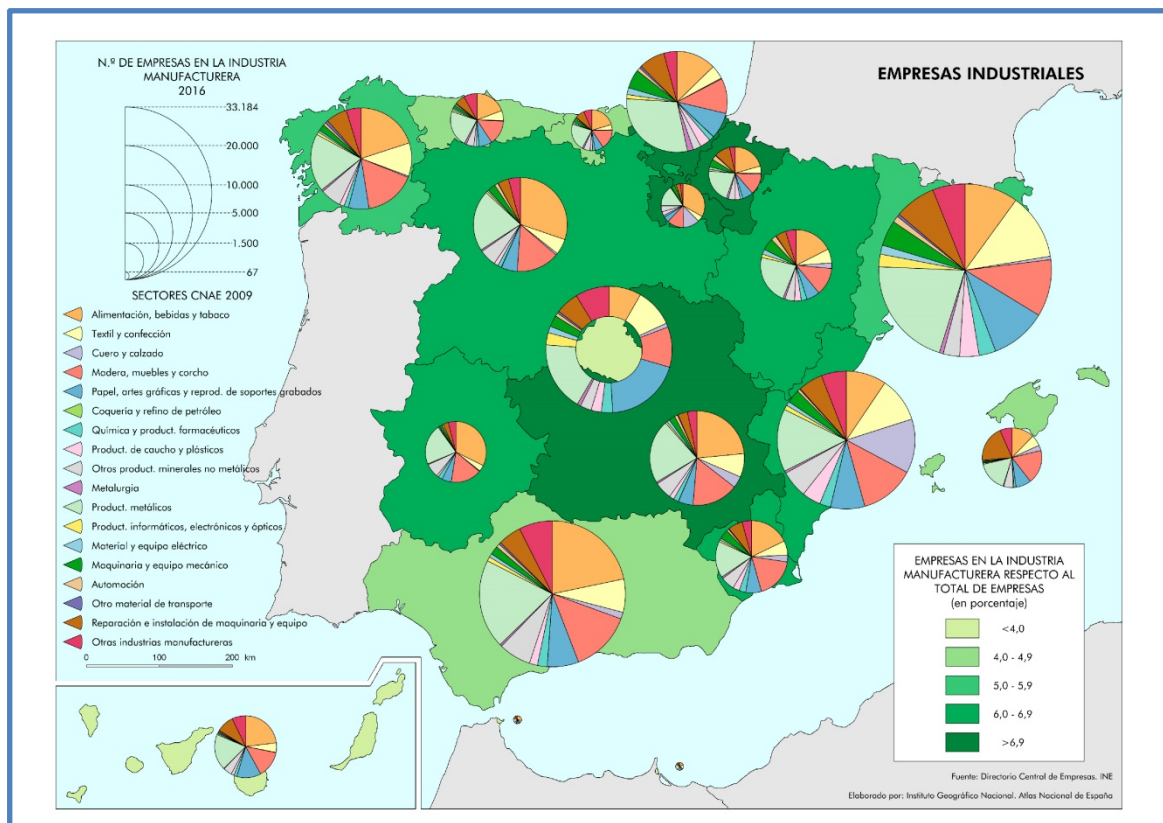 N.º DE EMPRESAS EN LA INDUSTRIA
MANUFACTURERA
2016
33.184
20.000
10.000
5.000
1.500
67
SECTORES CNAE 2009
Alimentación, bebidas y tabaco
Textil y confección
Cuero y calzado
Madera, muebles y corcho
Papel, artes gráficas y reprod. de soportes grabados
Coquería y refino de petróleo
Química y product. farmacéuticos
Product. de caucho y plásticos
Otros product. minerales no metálicos
Metalurgia
Product. metálicos
Product. informáticos, electrónicos y ópticos
Material y equipo eléctrico
Maquinaria y equipo mecánico
Automoción
Otro material de transporte
Reparación e instalación de maquinaria y equipo
Otras industrias manufactureras
0 100 200 km
EMPRESAS INDUSTRIALES
EMPRESAS EN LA INDUSTRIA
MANUFACTURERA RESPECTO AL
TOTAL DE EMPRESAS
(en porcentaje)
<4,0
4,0 - 4,9
5,0 - 5,9
6,0 - 6,9
>6,9
Fuente: Directorio Central de Empresas. INE
Elaborado por: Instituto Geográfico Nacional. Atlas Nacional de España